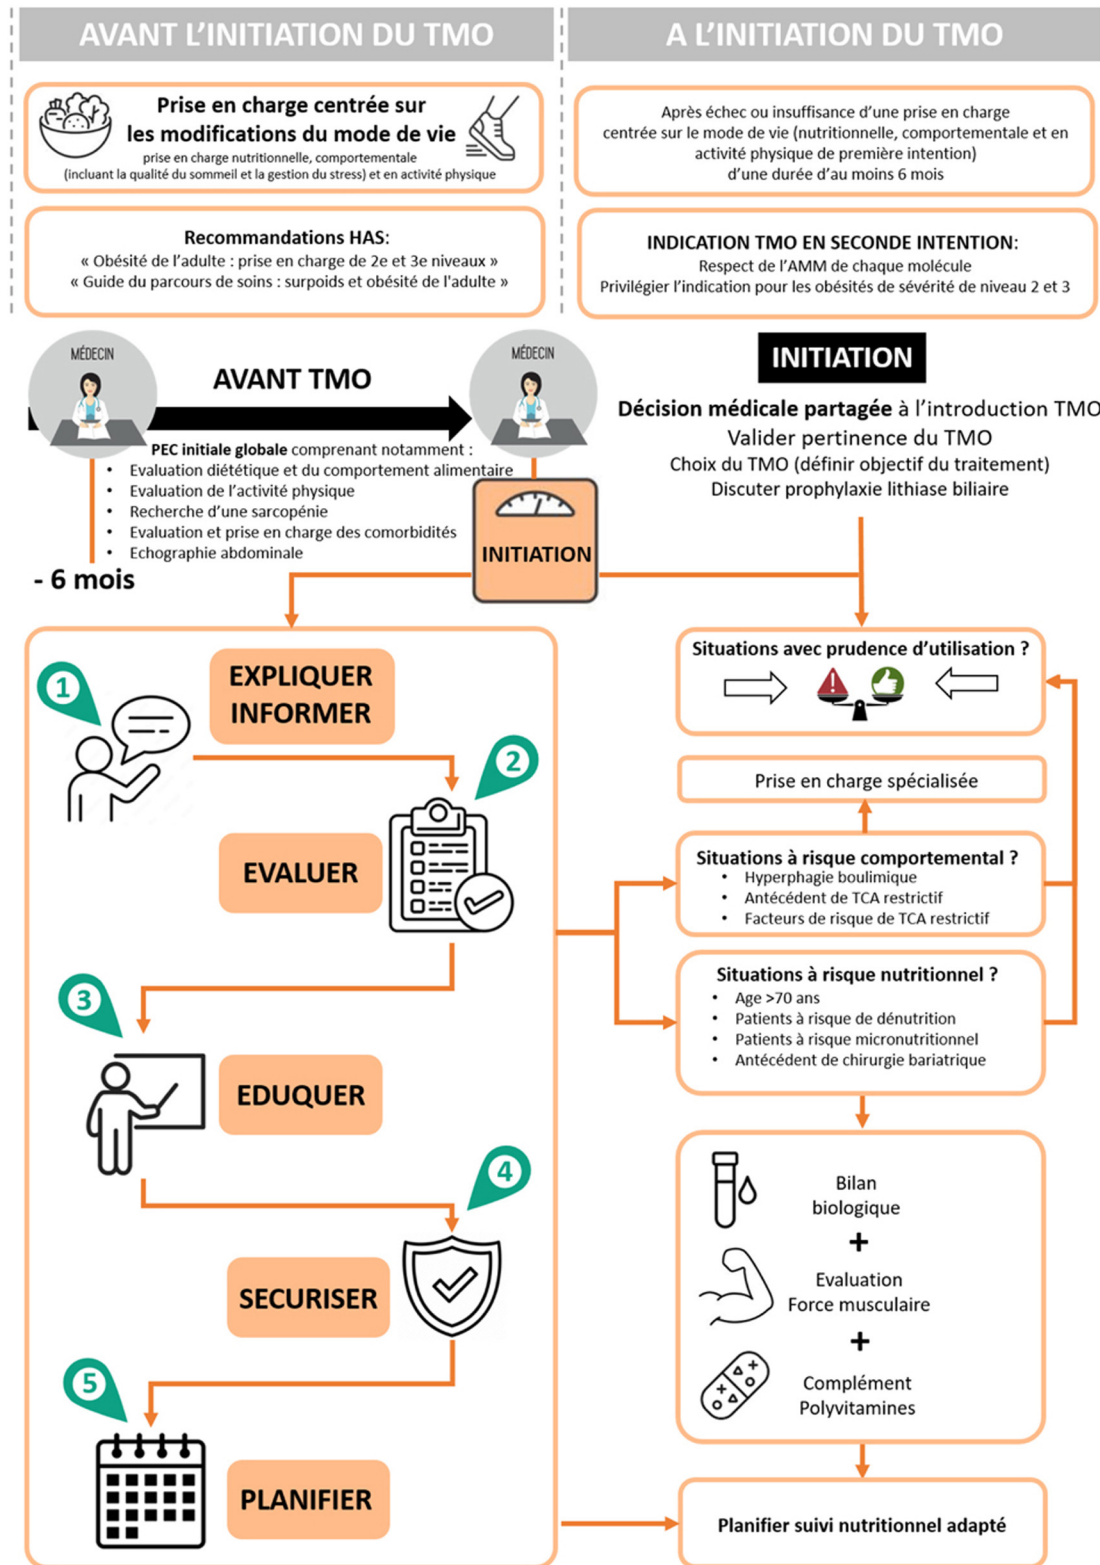 AVANT L'INITIATION DU TMO
Prise en charge centrée sur
les modifications du mode de vie
prise en charge nutritionnelle, comportementale
(incluant la qualité du sommeil et la gestion du stress) et en activité physique
Recommandations HAS:
« Obésité de l'adulte : prise en charge de 2e et 3e niveaux »
« Guide du parcours de soins : surpoids et obésité de l'adulte »
A L'INITIATION DU TMO
Après échec ou insuffisance d'une prise en charge
centrée sur le mode de vie (nutritionnelle, comportementale et en
activité physique de première intention)
d'une durée d'au moins 6 mois
INDICATION TMO EN SECONDE INTENTION:
Respect de l'AMM de chaque molécule
Privilégier l'indication pour les obésités de sévérité de niveau 2 et 3
MÉDECIN
AVANT TMO
MÉDECIN
PEC initiale globale comprenant notamment :
• Evaluation diététique et du comportement alimentaire
• Evaluation de l'activité physique
• Recherche d'une sarcopénie
• Evaluation et prise en charge des comorbidités
• Echographie abdominale
- 6 mois
INITIATION
INITIATION
Décision médicale partagée à l'introduction TMO
Valider pertinence du TMO
Choix du TMO (définir objectif du traitement)
Discuter prophylaxie lithiase biliaire
1
EXPLIQUER
INFORMER
2
EVALUER
3
EDUQUER
4
SECURISER
5
PLANIFIER
Situations avec prudence d'utilisation ?
Prise en charge spécialisée
Situations à risque comportemental ?
• Hyperphagie boulimique
• Antécédent de TCA restrictif
• Facteurs de risque de TCA restrictif
Situations à risque nutritionnel ?
• Age >70 ans
• Patients à risque de dénutrition
• Patients à risque micronutritionnel
• Antécédent de chirurgie bariatrique
Bilan
biologique
+
Evaluation
Force musculaire
+
Complément
Polyvitamines
Planifier suivi nutritionnel adapté